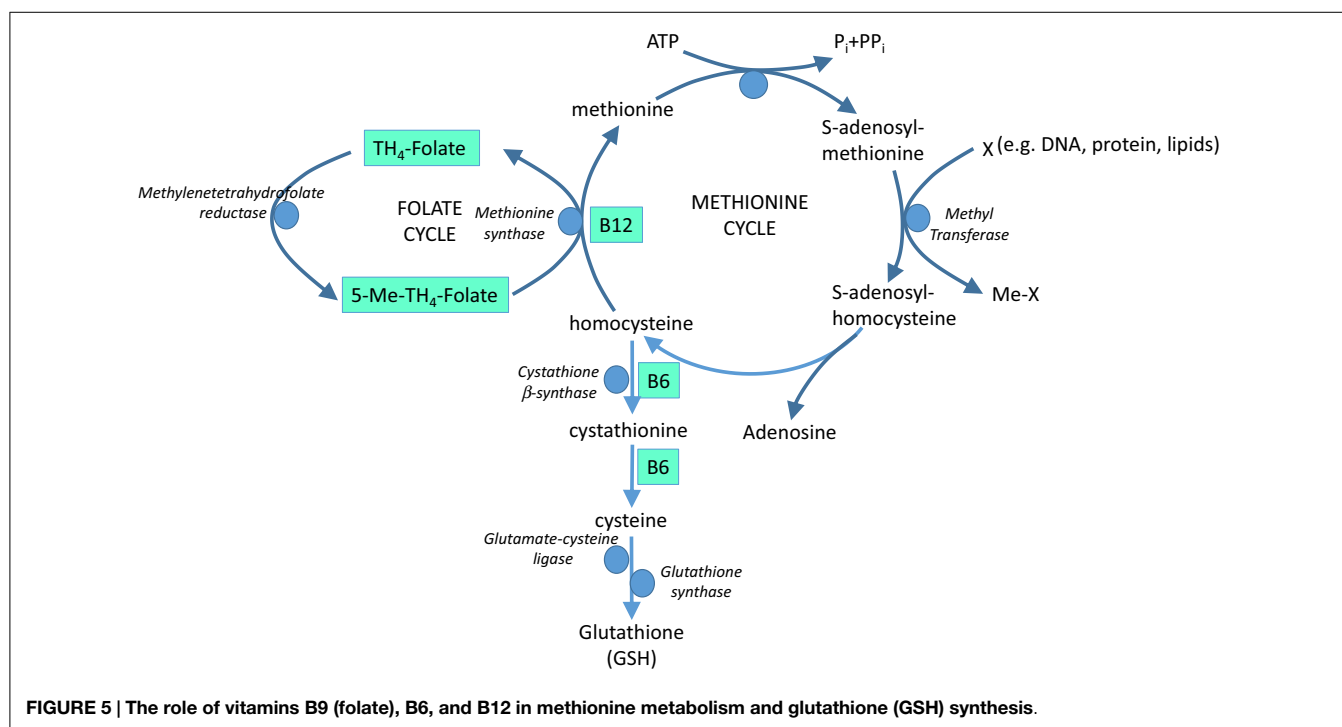 ATP
Pi+PPi
methionine
S-adenosyl-
methionine
X (e.g. DNA, protein, lipids)
TH4-Folate
Methylenetetrahydrofolate
reductase
FOLATE
CYCLE
Methionine
synthase
B12
METHIONINE
CYCLE
Methyl
Transferase
5-Me-TH4-Folate
S-adenosyl-
homocysteine
Me-X
homocysteine
Cystathione
β-synthase
B6
cystathionine
Adenosine
B6
cysteine
Glutamate-cysteine
ligase
Glutathione
synthase
Glutathione
(GSH)
FIGURE 5 | The role of vitamins B9 (folate), B6, and B12 in methionine metabolism and glutathione (GSH) synthesis.